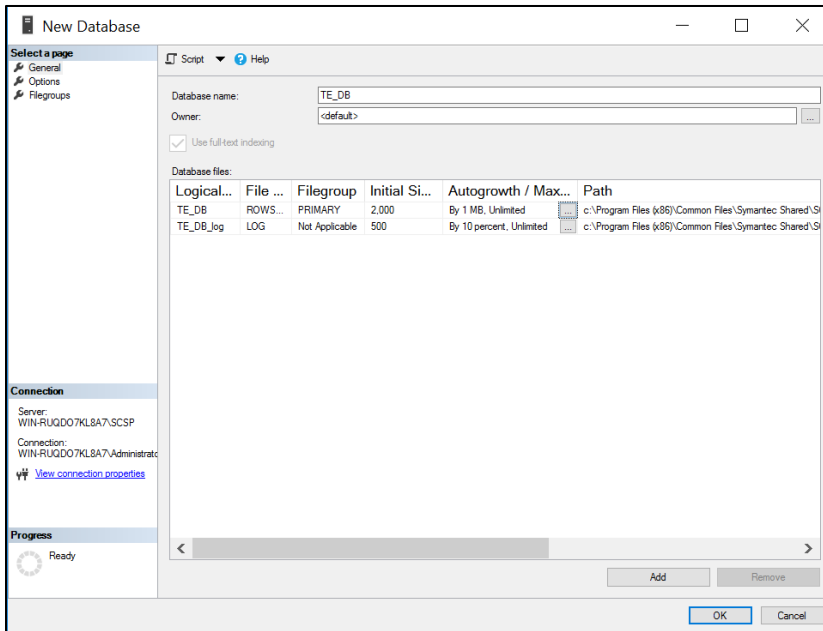 New Database
Select a page
General
Options
Filegroups
Script Help
Database name: TE_DB
Owner: <default> ...
Use full-text indexing
Database files:
Logical... File ... Filegroup Initial Si... Autogrowth / Max... Path
TE_DB ROWS... PRIMARY 2,000 By 1 MB, Unlimited ... c:\Program Files (x86)\Common Files\Symantec Shared\S
TE_DB_log LOG Not Applicable 500 By 10 percent, Unlimited ... c:\Program Files (x86)\Common Files\Symantec Shared\S
Connection
Server:
WIN-RUQDO7KL8A7\SCSP
Connection:
WIN-RUQDO7KL8A7\Administrato
View connection properties
Progress
Ready
Add Remove
OK Cancel